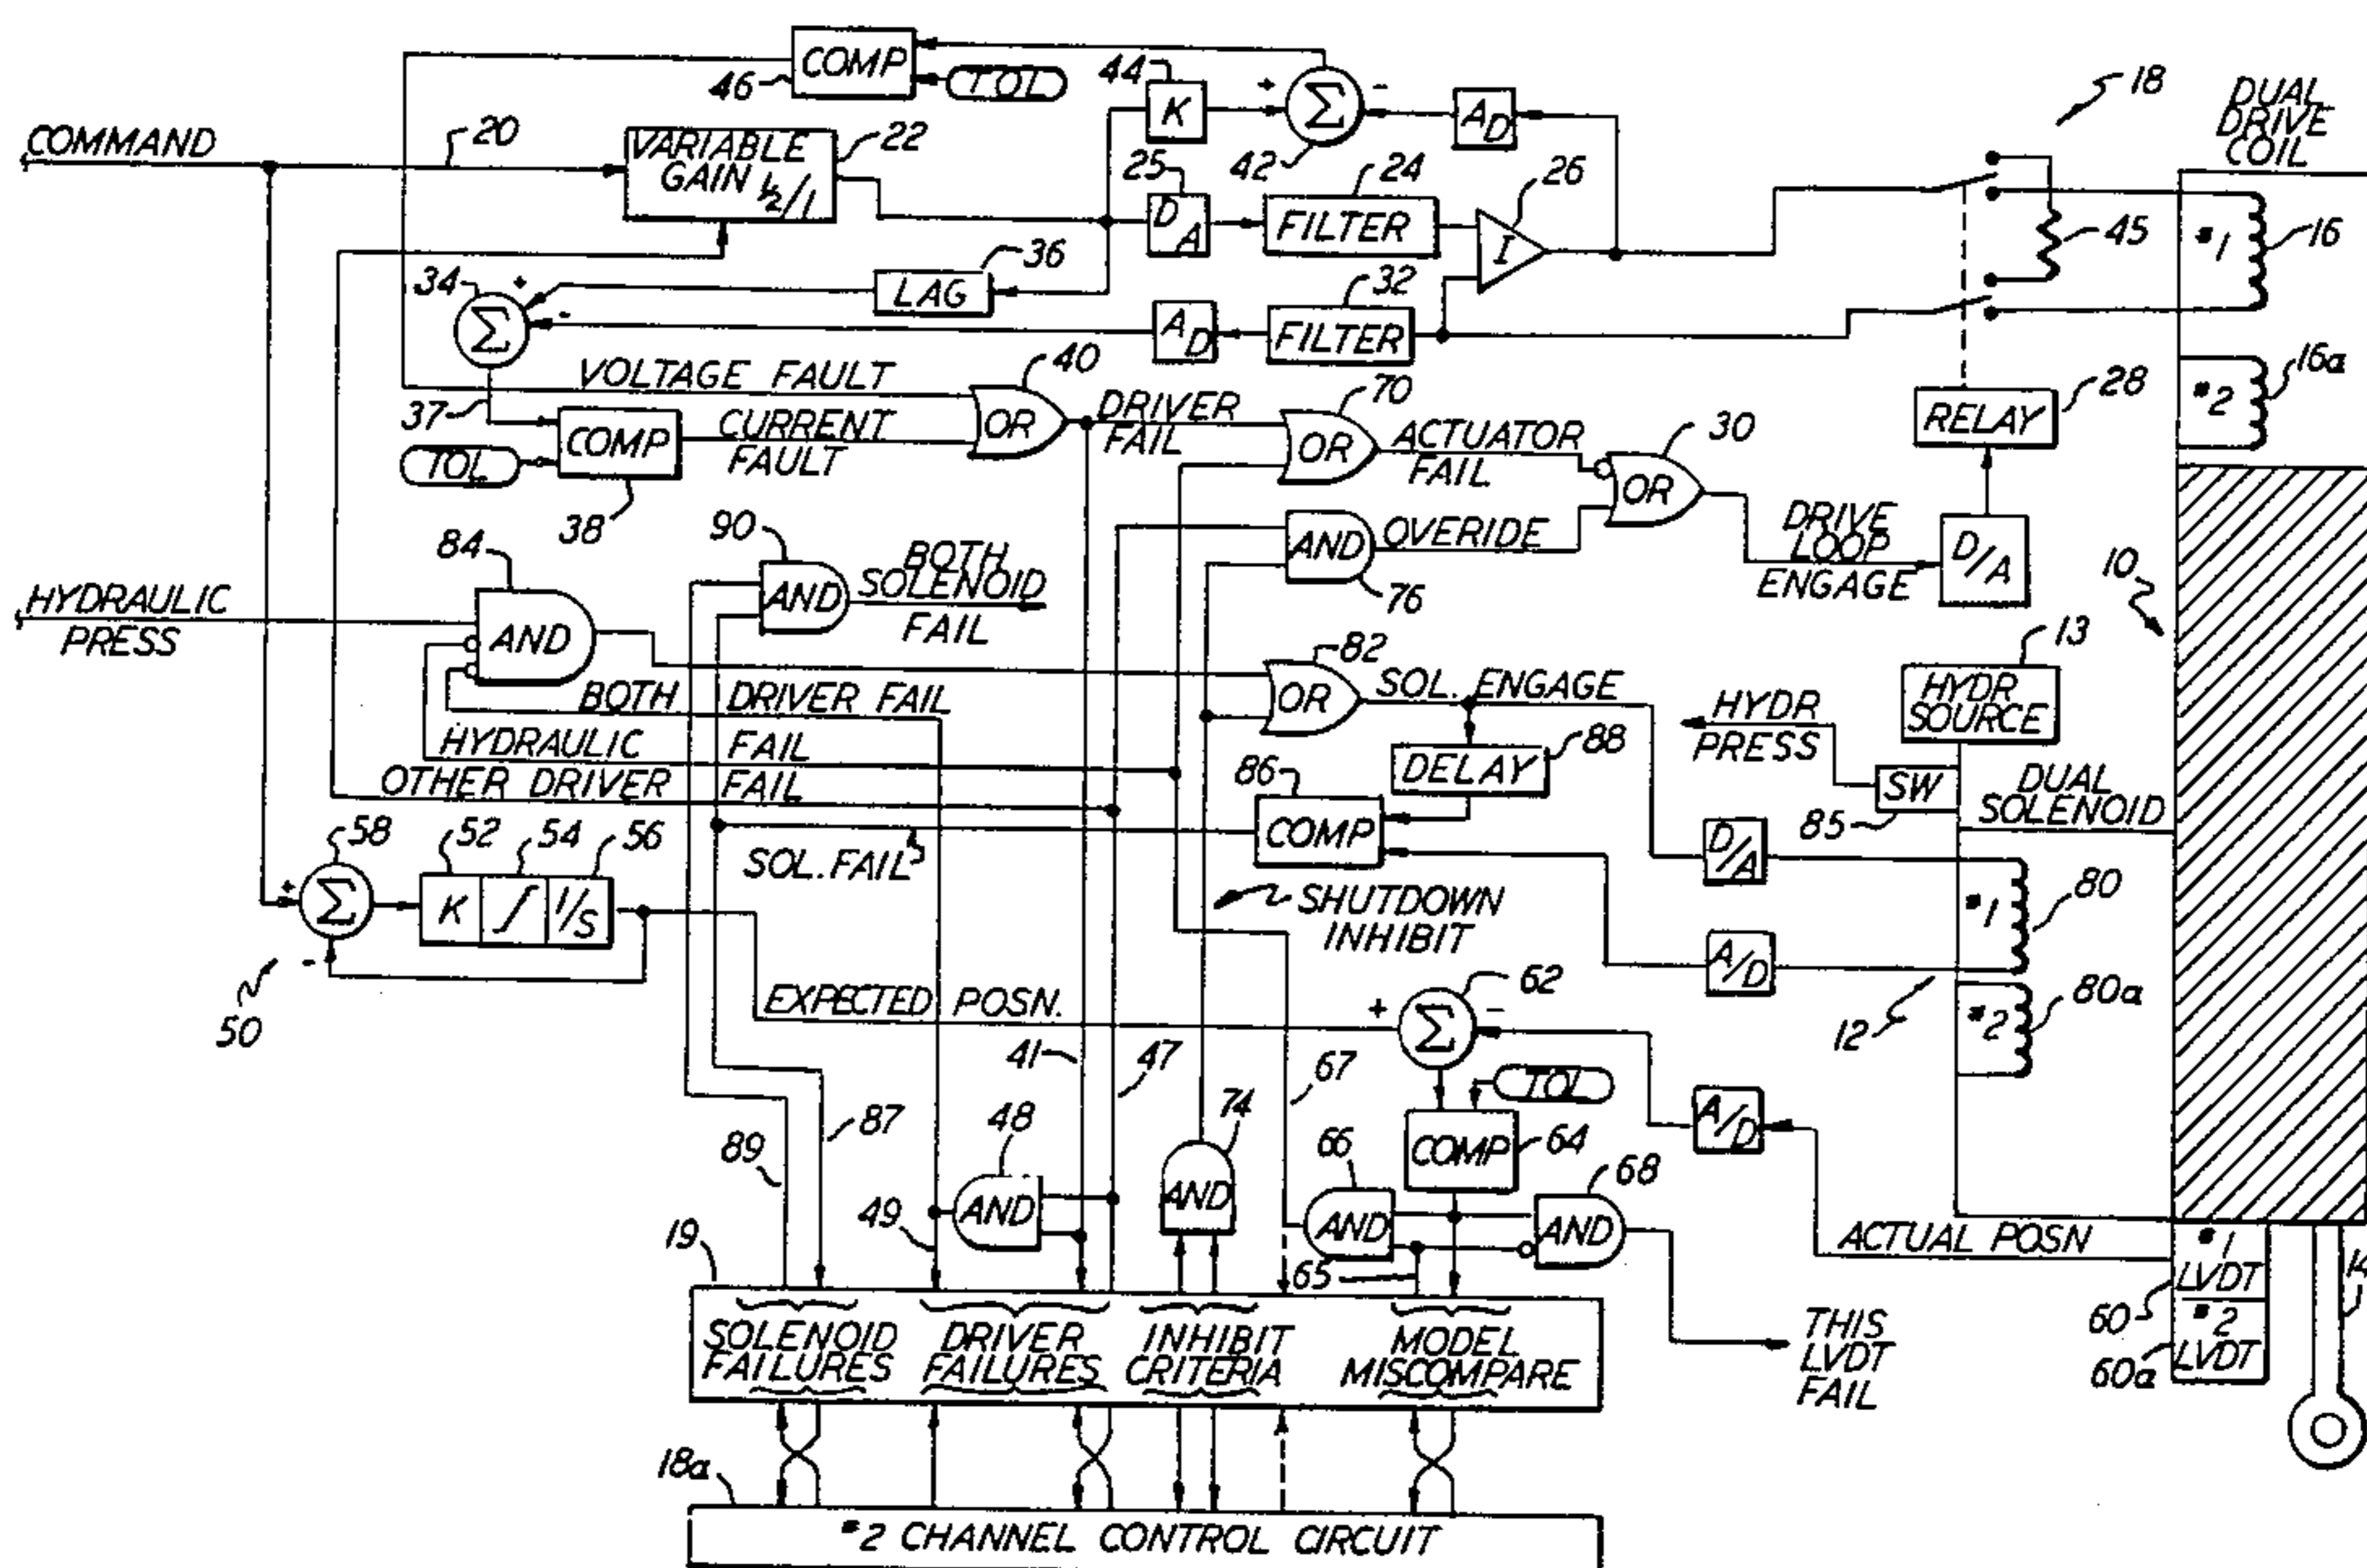 COMP
46
TOL
44
K
+
Σ
-
42
A D
18
DUAL
DRIVE
COIL
COMMAND
20
VARIABLE
GAIN 1/2/1
22
25
D A
24
FILTER
26
I
#1
16
45
36
LAG
34
+
Σ
-
A D
32
FILTER
#2
16a
VOLTAGE FAULT
40
OR
37
COMP
TOL
38
CURRENT
FAULT
DRIVER
FAIL
70
OR
ACTUATOR
FAIL
30
OR
RELAY
28
84
HYDRAULIC
PRESS
AND
90
AND
BOTH
SOLENOID
FAIL
AND
76
OVERIDE
DRIVE
LOOP
ENGAGE
D/A
10
BOTH DRIVER FAIL
HYDRAULIC FAIL
OTHER DRIVER FAIL
82
OR
SOL. ENGAGE
13
HYDR
SOURCE
HYDR
PRESS
SW
85
DUAL
SOLENOID
DELAY
88
86
COMP
SOL. FAIL
D/A
#1
80
58
+
Σ
-
52
K
54
∫
56
1/S
50
SHUTDOWN
INHIBIT
A/D
12
#2
80a
EXPECTED POSN.
+
62
Σ
-
TOL
COMP
64
A/D
41
47
67
89
87
49
48
AND
74
AND
66
AND
68
AND
65
ACTUAL POSN
#1
LVDT
60
#2
LVDT
60a
14
THIS
LVDT
FAIL
19
SOLENOID
FAILURES
DRIVER
FAILURES
INHIBIT
CRITERIA
MODEL
MISCOMPARE
18a
#2 CHANNEL CONTROL CIRCUIT